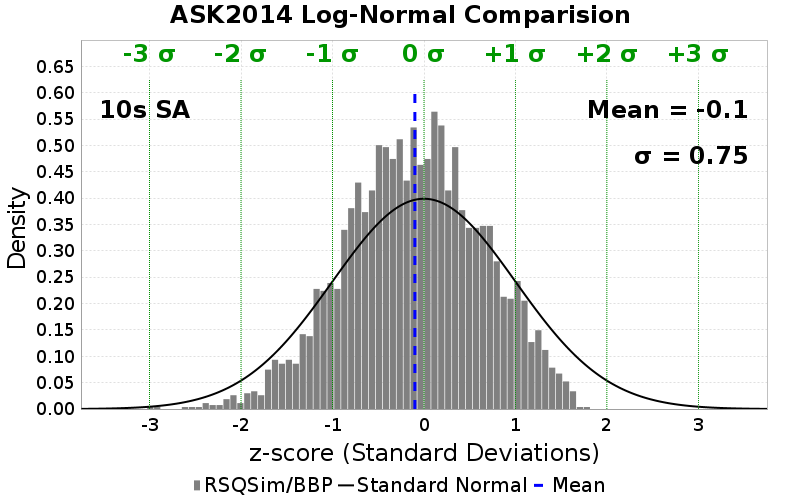 ASK2014 Log-Normal Comparision
-3 σ -2 σ -1 σ 0 σ +1 σ +2 σ +3 σ
10s SA
Mean = -0.1
σ = 0.75
Density
0.65
0.60
0.55
0.50
0.45
0.40
0.35
0.30
0.25
0.20
0.15
0.10
0.05
0.00
-3 -2 -1 0 1 2 3
z-score (Standard Deviations)
RSQSim/BBP Standard Normal Mean